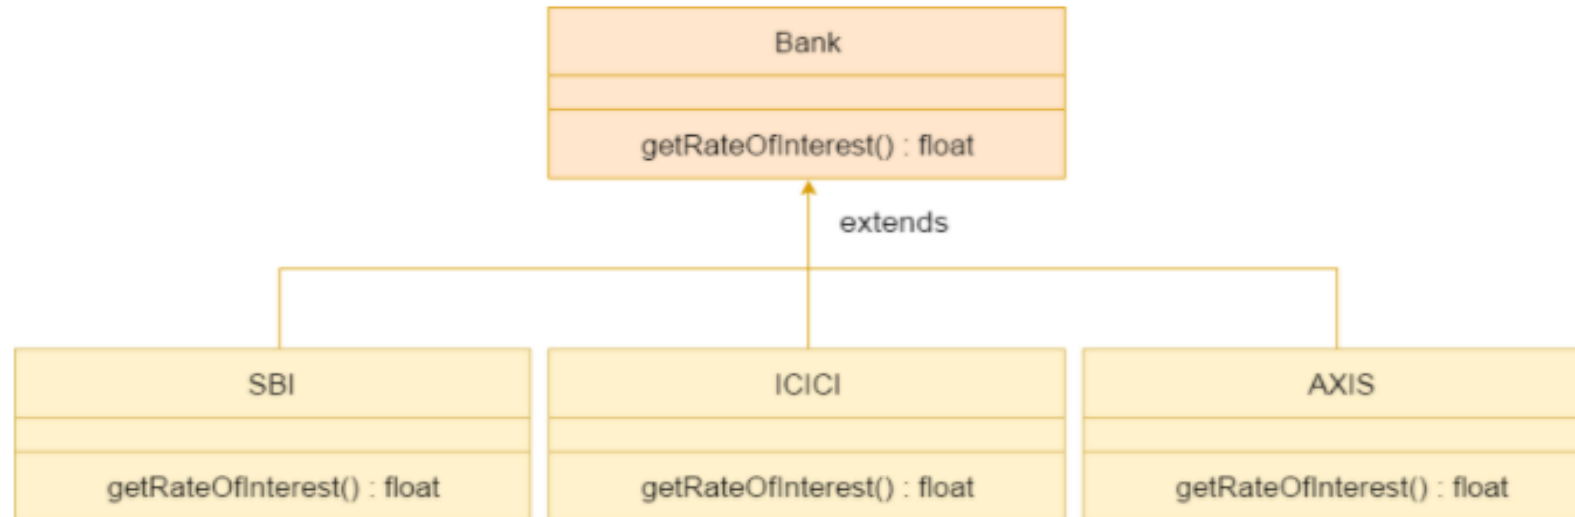 Bank
getRateOfInterest() : float
extends
SBI
ICICI
AXIS
getRateOfInterest() : float
getRateOfInterest() : float
getRateOfInterest() : float